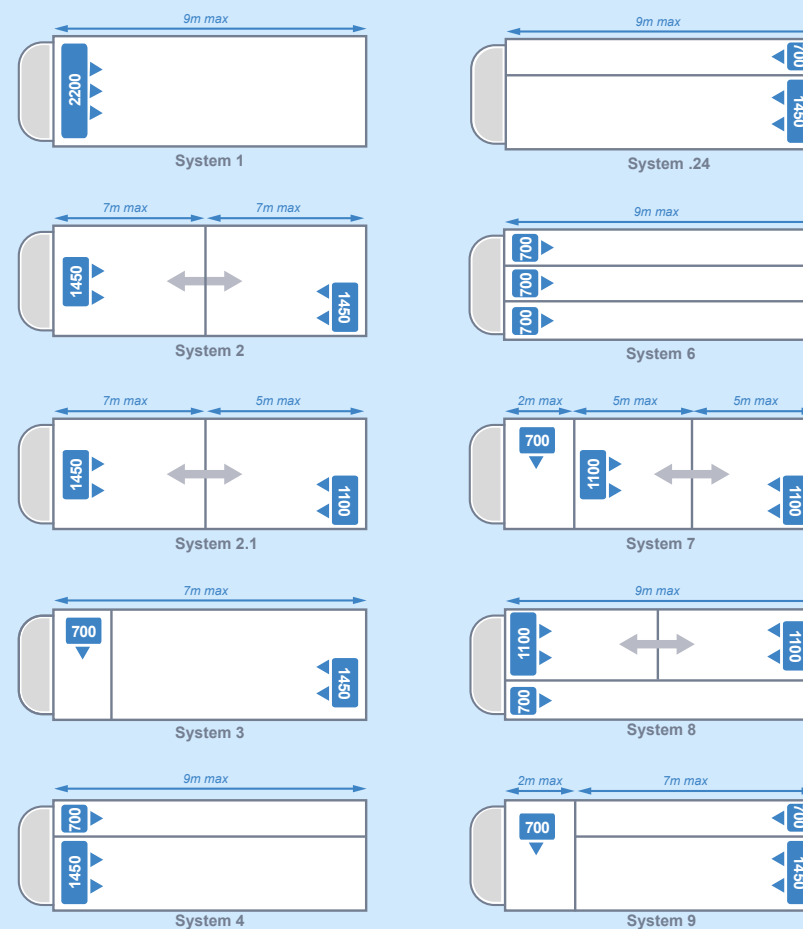 9m max
2200
System 1
7m max 7m max
1450
1450
System 2
7m max 5m max
1450
1100
System 2.1
7m max
700
1450
System 3
9m max
700
1450
System 4
9m max
700
1450
System .24
9m max
700
700
700
System 6
2m max 5m max 5m max
700
1100
1100
System 7
9m max
1100
1100
700
System 8
2m max 7m max
700
700
1450
System 9